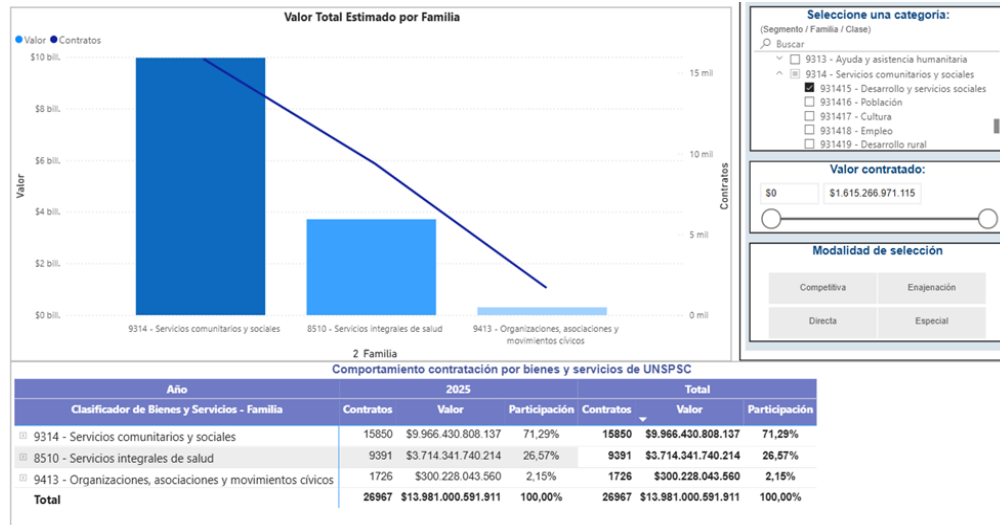 Valor Total Estimado por Familia
Valor Contratos
$10 bill.
$8 bill.
$6 bill.
$4 bill.
$2 bill.
$0 bill.
Valor
15 mil
10 mil
5 mil
0 mil
Contratos
9314 - Servicios comunitarios y sociales
8510 - Servicios integrales de salud
9413 - Organizaciones, asociaciones y
movimientos cívicos
2 Familia
Seleccione una categoria:
(Segmento / Familia / Clase)
Buscar
9313 - Ayuda y asistencia humanitaria
9314 - Servicios comunitarios y sociales
931415 - Desarrollo y servicios sociales
931416 - Población
931417 - Cultura
931418 - Empleo
931419 - Desarrollo rural
Valor contratado:
$0 $1.615.266.971.115
Modalidad de selección
Competitiva Enajenación
Directa Especial
Comportamiento contratación por bienes y servicios de UNSPSC
Año 2025 Total
Clasificador de Bienes y Servicios - Familia Contratos Valor Participación Contratos Valor Participación
9314 - Servicios comunitarios y sociales 15850 $9.966.430.808.137 71,29% 15850 $9.966.430.808.137 71,29%
8510 - Servicios integrales de salud 9391 $3.714.341.740.214 26,57% 9391 $3.714.341.740.214 26,57%
9413 - Organizaciones, asociaciones y movimientos cívicos 1726 $300.228.043.560 2,15% 1726 $300.228.043.560 2,15%
Total 26967 $13.981.000.591.911 100,00% 26967 $13.981.000.591.911 100,00%